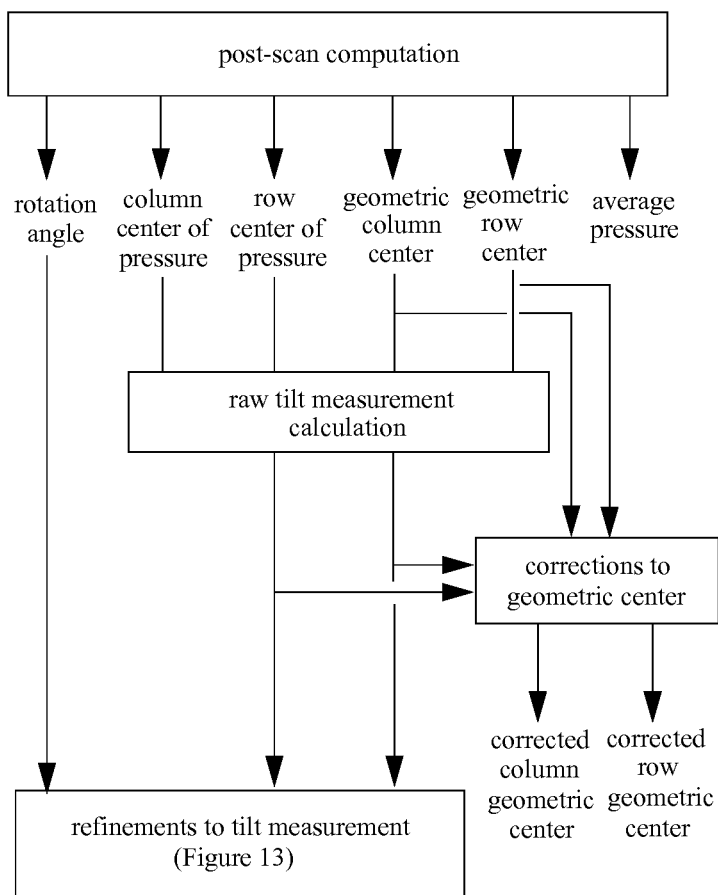 post-scan computation
rotation
angle
column
center of
pressure
row
center of
pressure
geometric
column
center
geometric
row
center
average
pressure
raw tilt measurement
calculation
corrections to
geometric center
corrected
column
geometric
center
corrected
row
geometric
center
refinements to tilt measurement
(Figure 13)